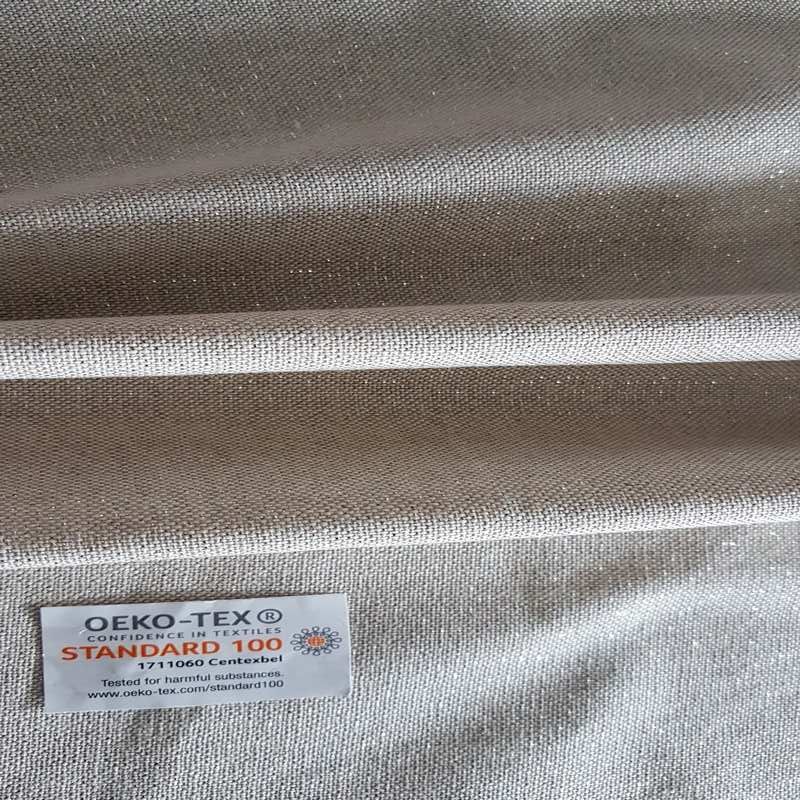 OEKO-TEX®
CONFIDENCE IN TEXTILES
STANDARD 100
1711060 Centexbel
Tested for harmful substances.
www.oeko-tex.com/standard100